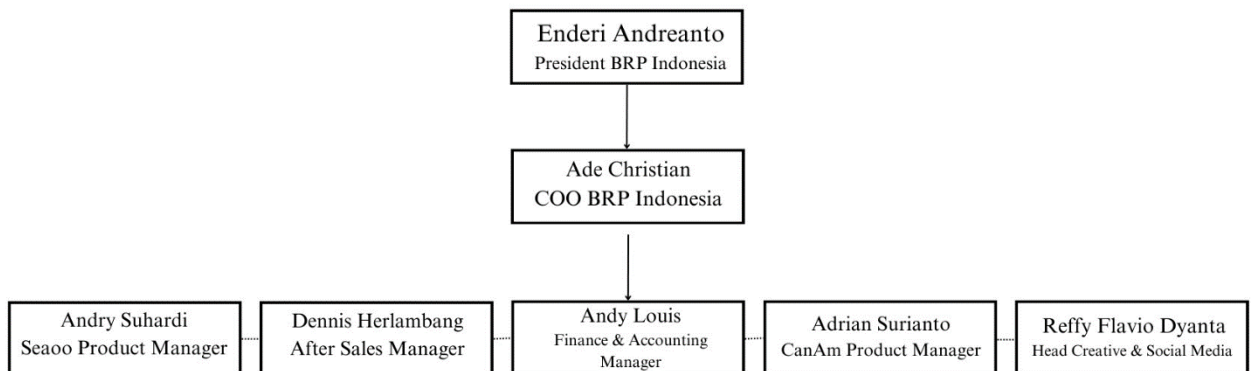 Enderi Andreanto
President BRP Indonesia
Ade Christian
COO BRP Indonesia
Andry Suhardi
Seaoo Product Manager
Dennis Herlambang
After Sales Manager
Andy Louis
Finance & Accounting
Manager
Adrian Surianto
CanAm Product Manager
Reffy Flavio Dyanta
Head Creative & Social Media